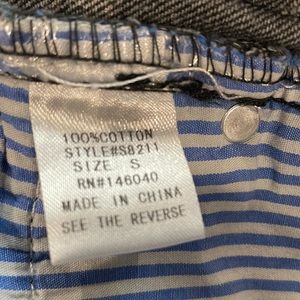 100%COTTON
STYLE#S8211
SIZE S
RN#146040
MADE IN CHINA
SEE THE REVERSE